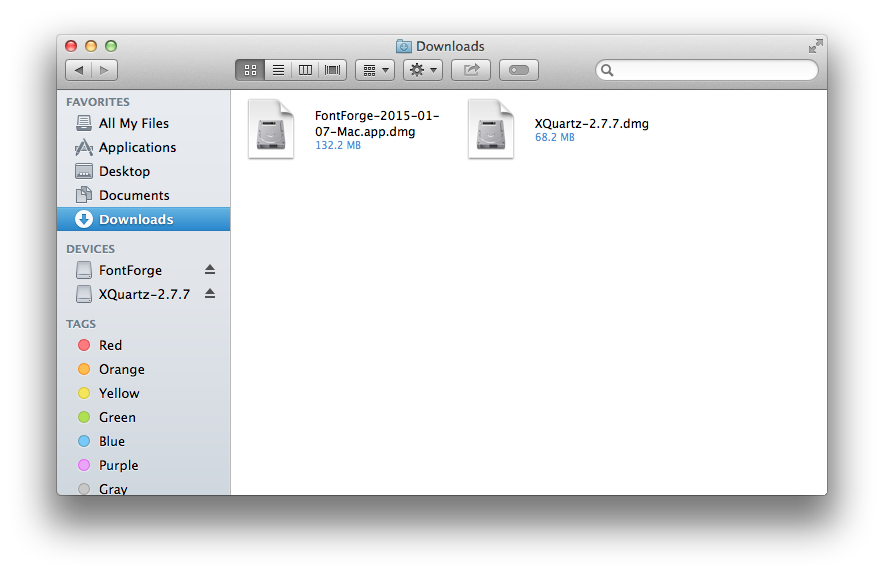 Downloads
FAVORITES
All My Files
Applications
Desktop
Documents
Downloads
DEVICES
FontForge
XQuartz-2.7.7
TAGS
Red
Orange
Yellow
Green
Blue
Purple
Gray
FontForge-2015-01-
07-Mac.app.dmg
132.2 MB
XQuartz-2.7.7.dmg
68.2 MB